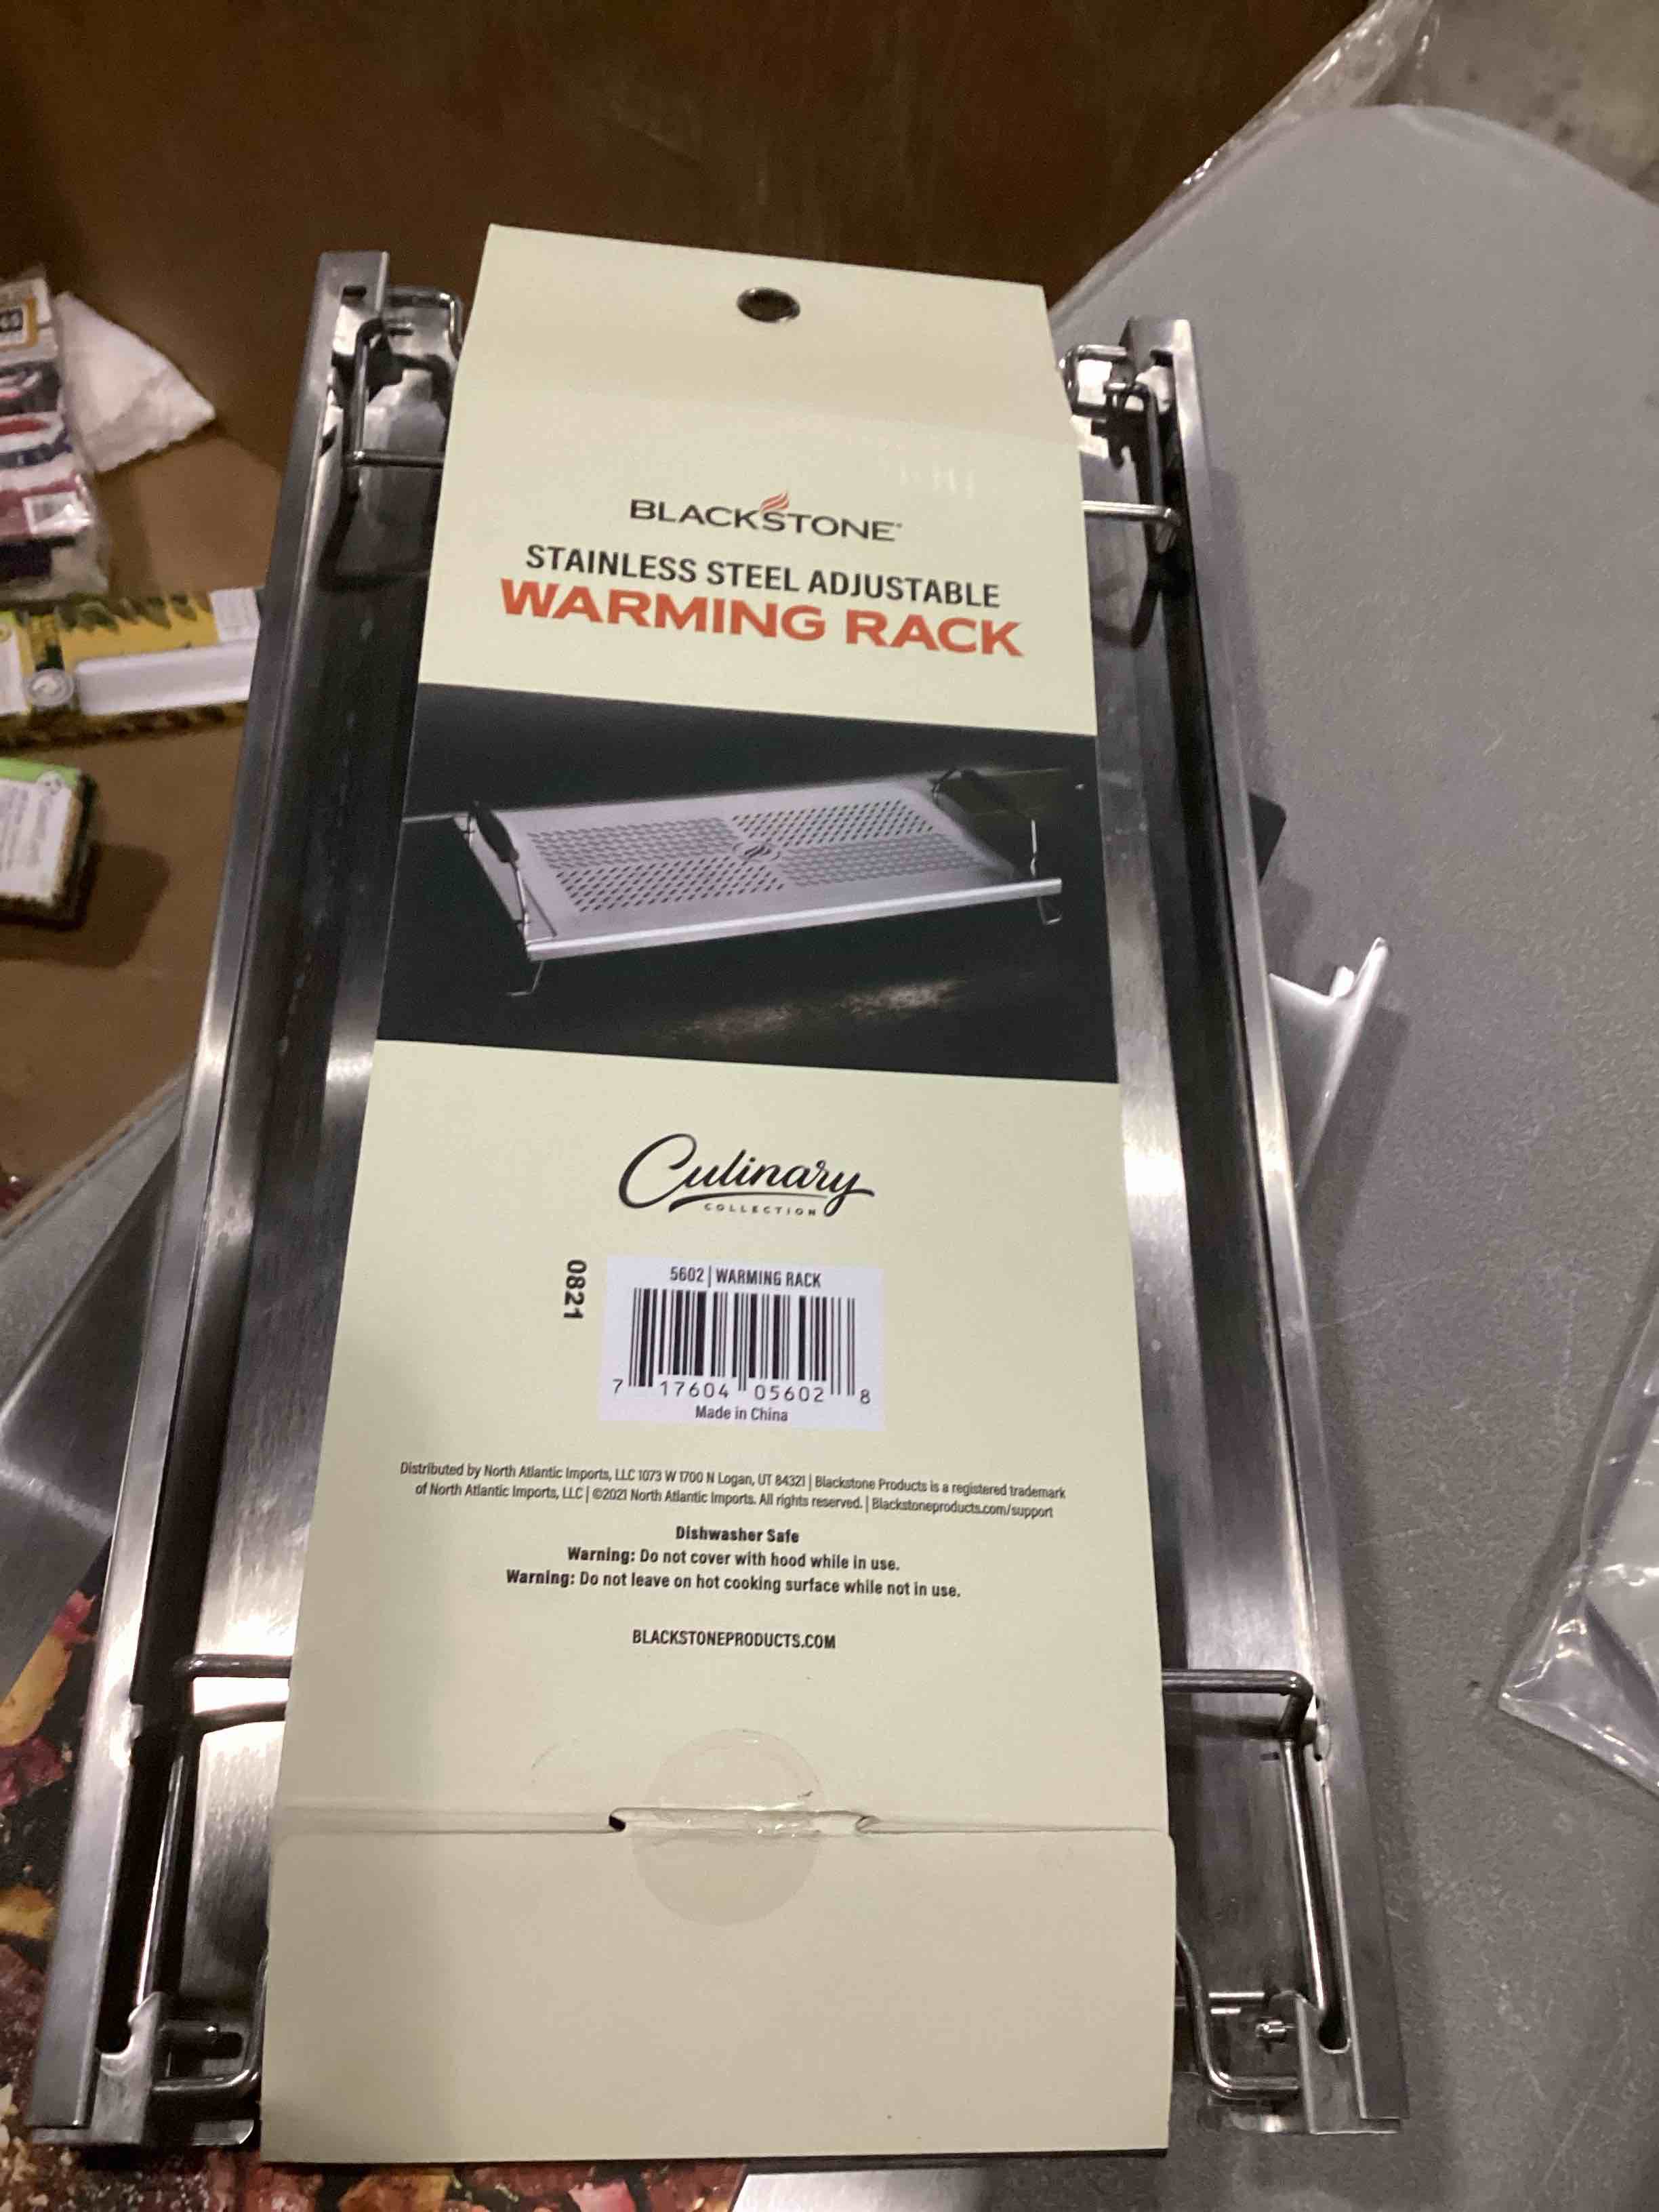 BLACKSTONE
STAINLESS STEEL ADJUSTABLE
WARMING RACK
Culinary
COLLECTION
0821
5602 | WARMING RACK
7 17604 05602 8
Made in China
Distributed by North Atlantic Imports, LLC 1073 W 1700 N Logan, UT 84321 | Blackstone Products is a registered trademark
of North Atlantic Imports, LLC | ©2021 North Atlantic Imports. All rights reserved. | Blackstoneproducts.com/support
Dishwasher Safe
Warning: Do not cover with hood while in use.
Warning: Do not leave on hot cooking surface while not in use.
BLACKSTONEPRODUCTS.COM